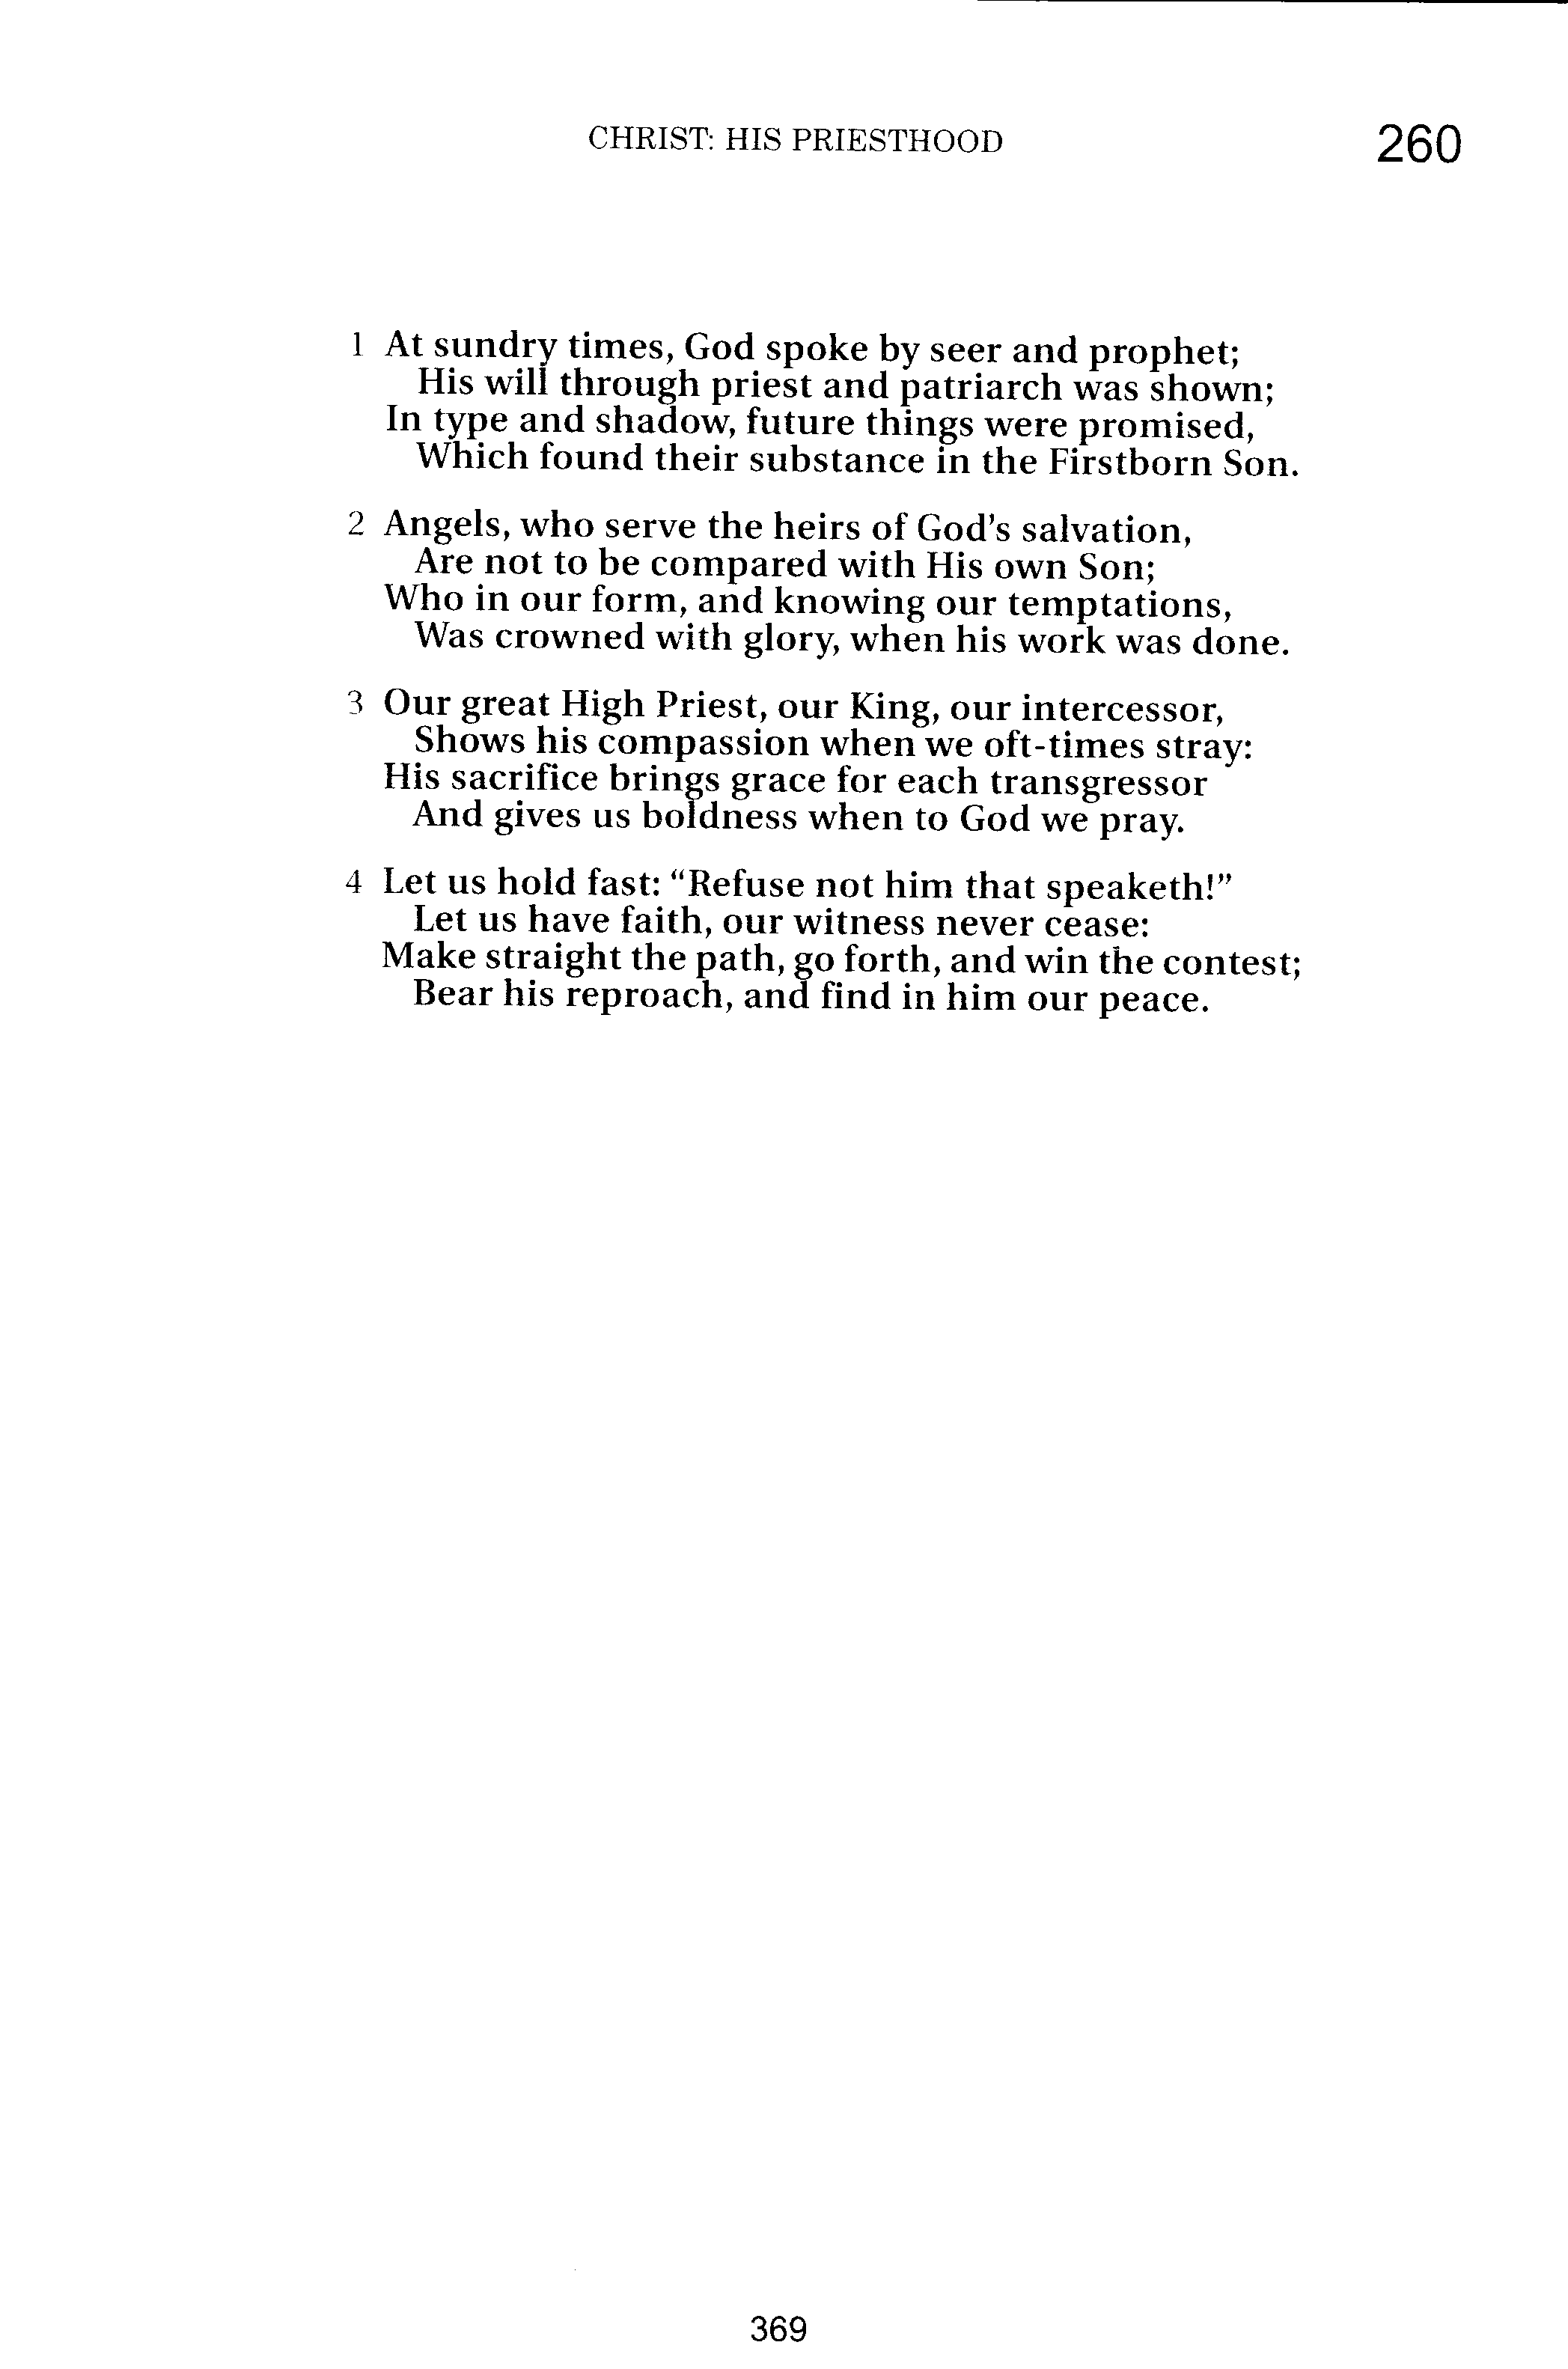 CHRIST: HIS PRIESTHOOD 260
1 At sundry times, God spoke by seer and prophet;
His will through priest and patriarch was shown;
In type and shadow, future things were promised,
Which found their substance in the Firstborn Son.
2 Angels, who serve the heirs of God's salvation,
Are not to be compared with His own Son;
Who in our form, and knowing our temptations,
Was crowned with glory, when his work was done.
3 Our great High Priest, our King, our intercessor,
Shows his compassion when we oft-times stray:
His sacrifice brings grace for each transgressor
And gives us boldness when to God we pray.
4 Let us hold fast: “Refuse not him that speaketh!”
Let us have faith, our witness never cease:
Make straight the path, go forth, and win the contest;
Bear his reproach, and find in him our peace.
369